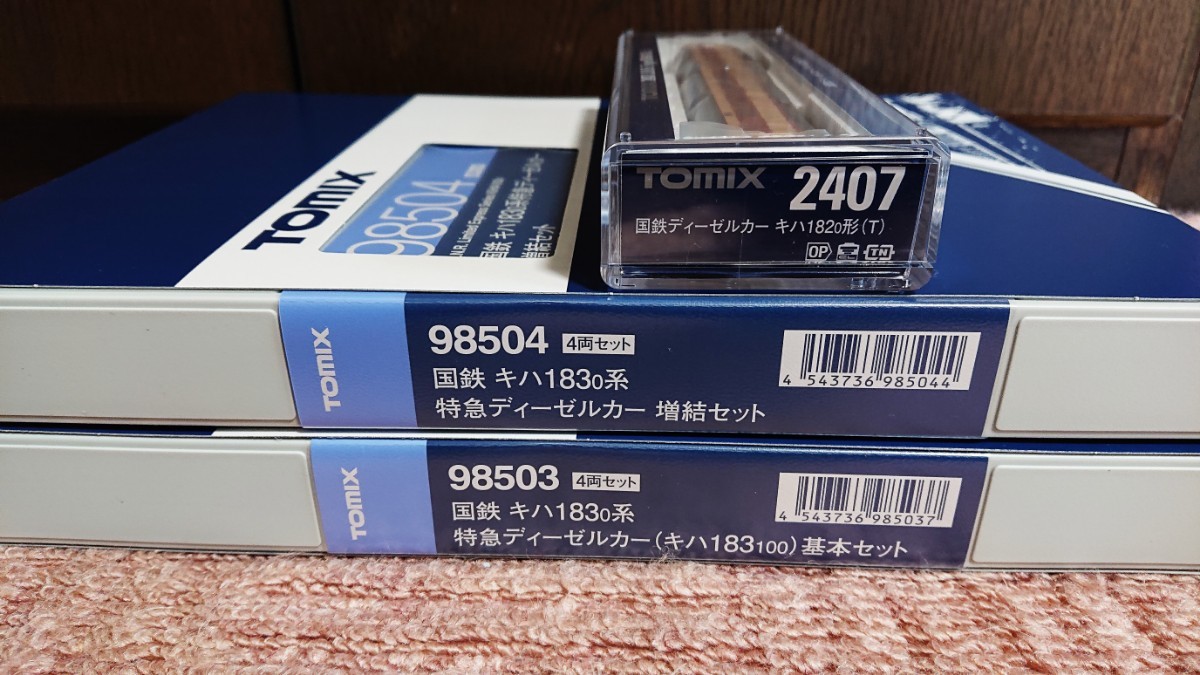 TOMIX
98504
J.N.R. Limited Express
国鉄 キハ183 0系特急ディーゼルカー
増結セット
TOMIX 2407
国鉄ディーゼルカー キハ182 0形(T)
OP TN
TOMIX
98504 4両セット
国鉄 キハ183 0系
特急ディーゼルカー 増結セット
4 543736 985044
TOMIX
98503 4両セット
国鉄 キハ183 0系
特急ディーゼルカー(キハ183 100)基本セット
4 543736 985037